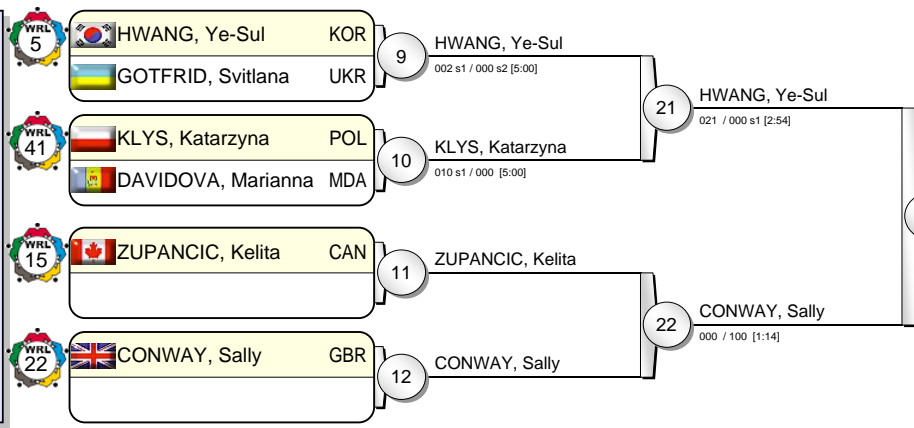 WRL
5
HWANG, Ye-Sul KOR
GOTFRID, Svitlana UKR
9
HWANG, Ye-Sul
002 s1 / 000 s2 [5:00]
WRL
41
KLYS, Katarzyna POL
DAVIDOVA, Marianna MDA
10
KLYS, Katarzyna
010 s1 / 000 [5:00]
21
HWANG, Ye-Sul
021 / 000 s1 [2:54]
WRL
15
ZUPANCIC, Kelita CAN
11
ZUPANCIC, Kelita
WRL
22
CONWAY, Sally GBR
12
CONWAY, Sally
22
CONWAY, Sally
000 / 100 [1:14]